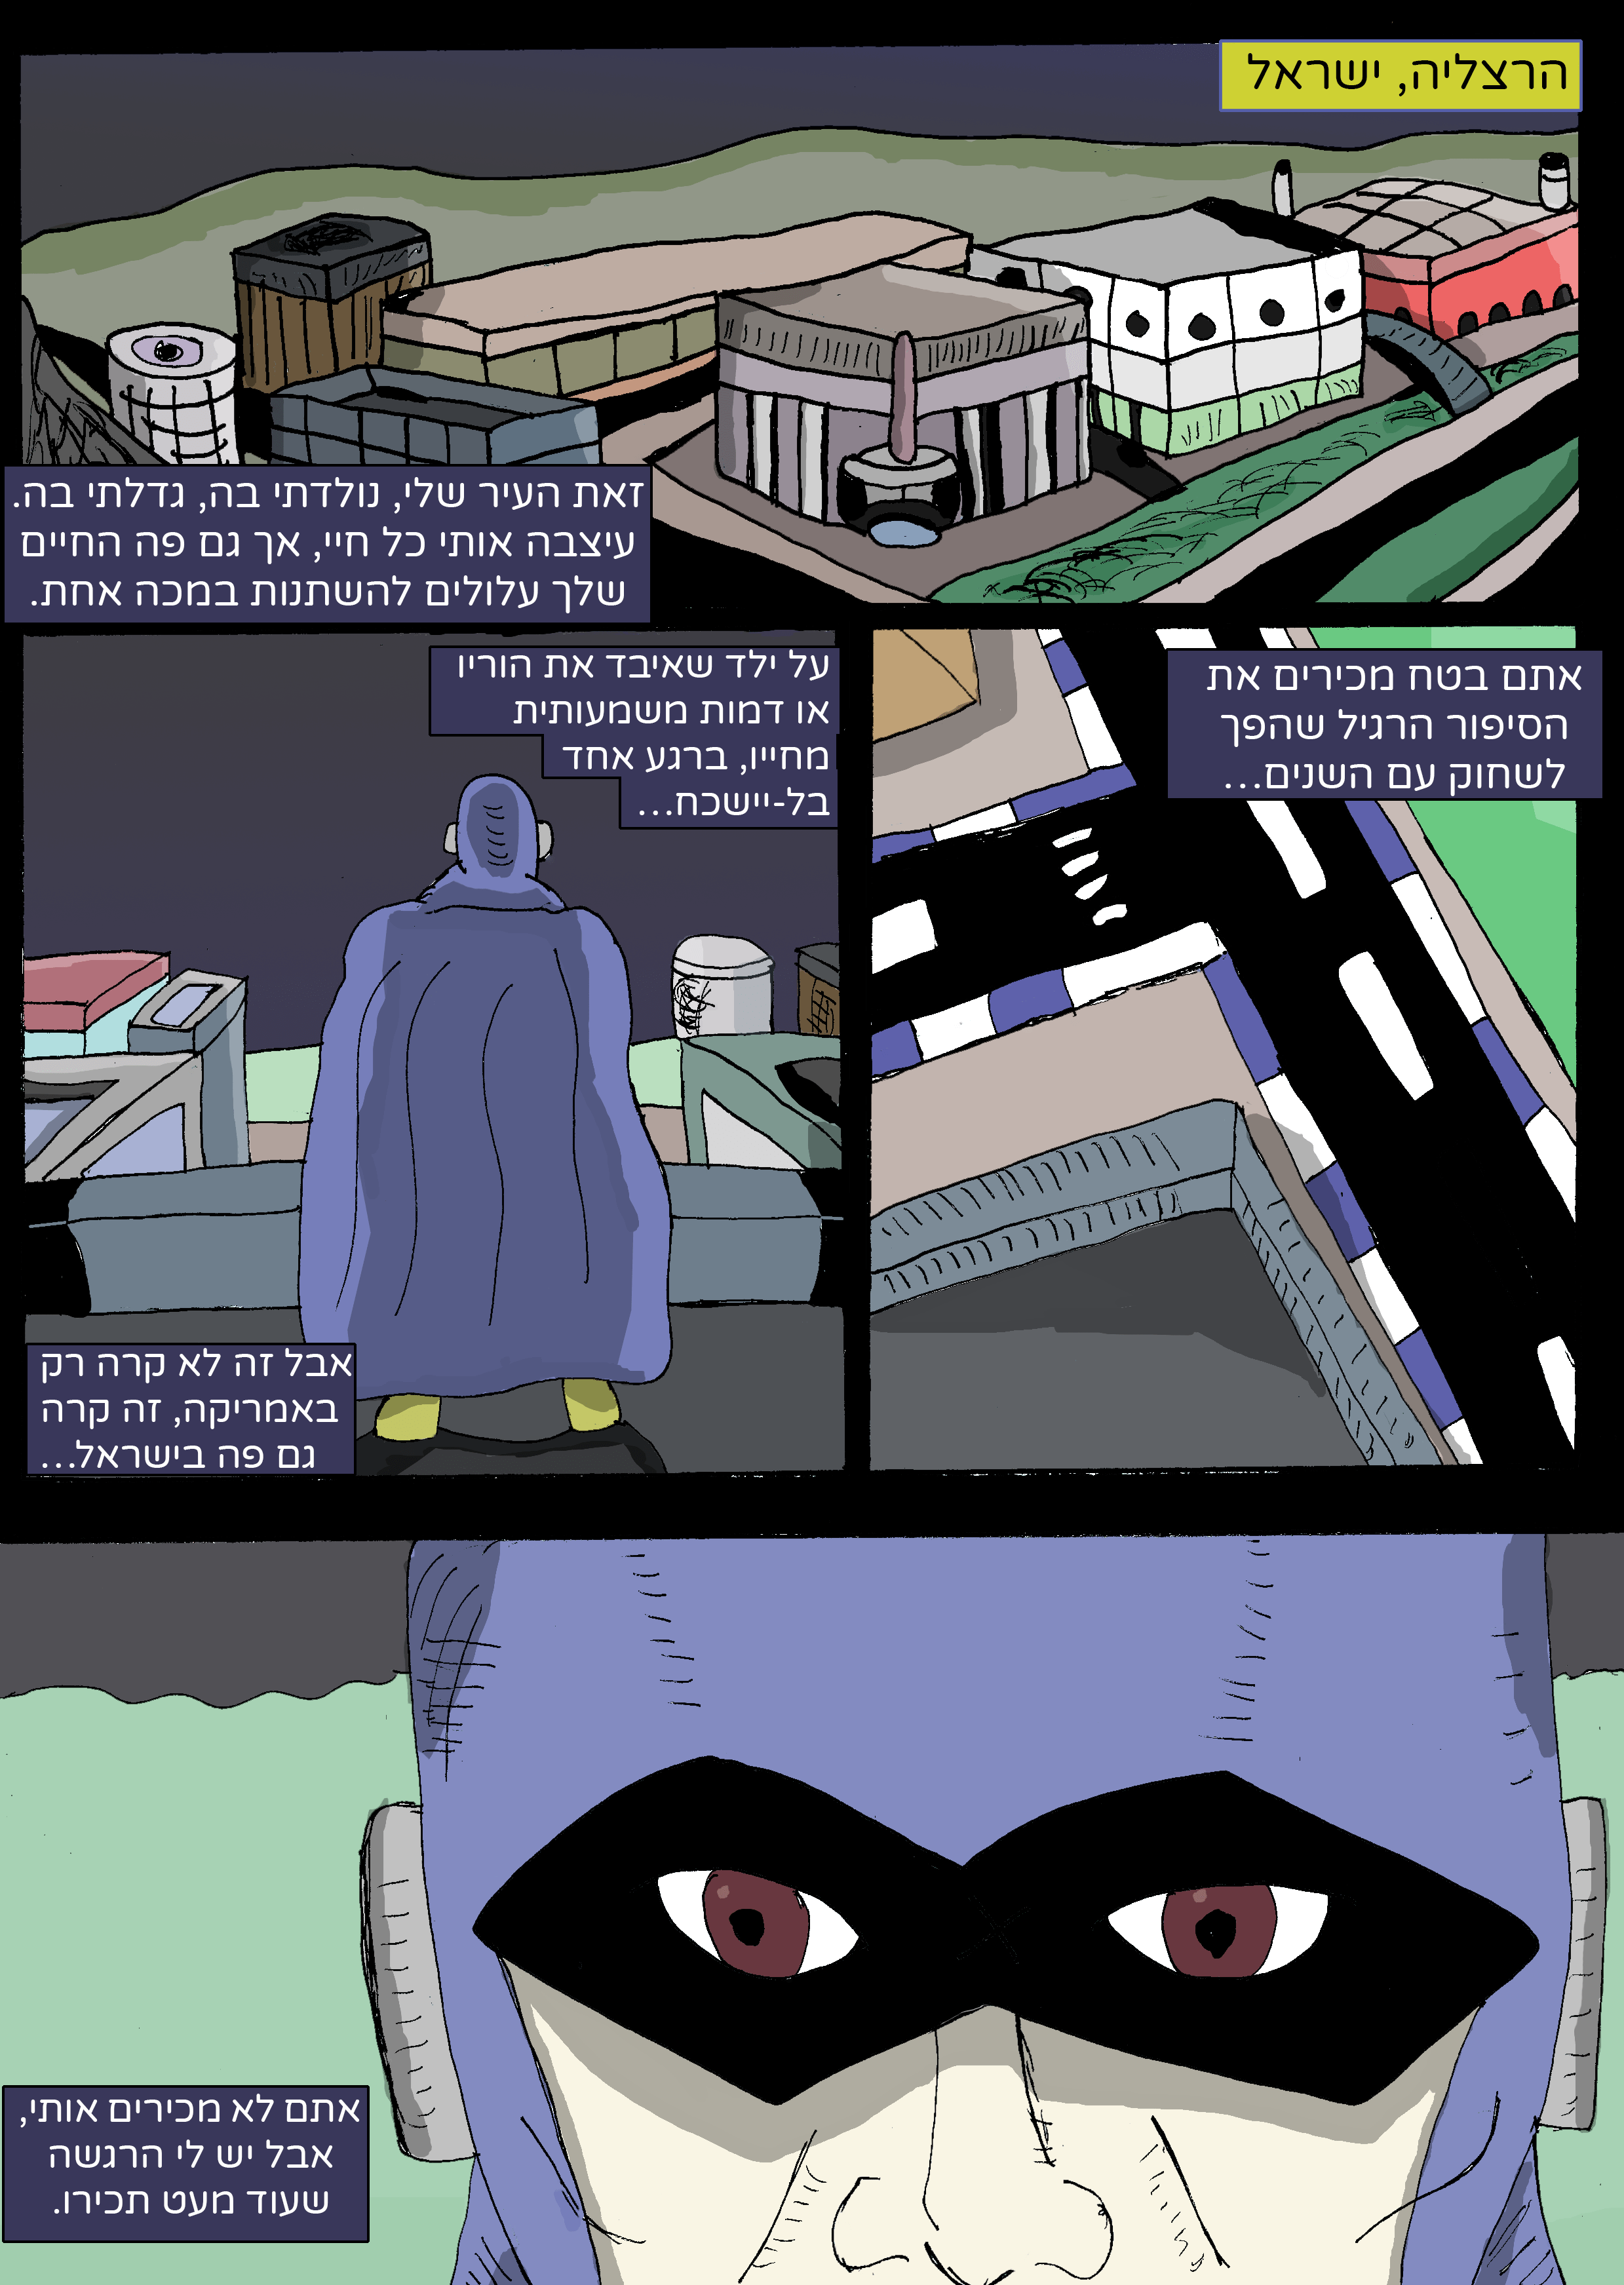 הרצליה, ישראל
זאת העיר שלי, נולדתי בה, גדלתי בה.
עיצבה אותי כל חיי, אך גם פה החיים
שלך עלולים להשתנות במכה אחת.
אתם בטח מכירים את
הסיפור הרגיל שהפך
לשחוק עם השנים...
על ילד שאיבד את הוריו
או דמות משמעותית
מחייו, ברגע אחד
בל-יישכח...
אבל זה לא קרה רק
באמריקה, זה קרה
גם פה בישראל...
אתם לא מכירים אותי,
אבל יש לי הרגשה
שעוד מעט תכירו.